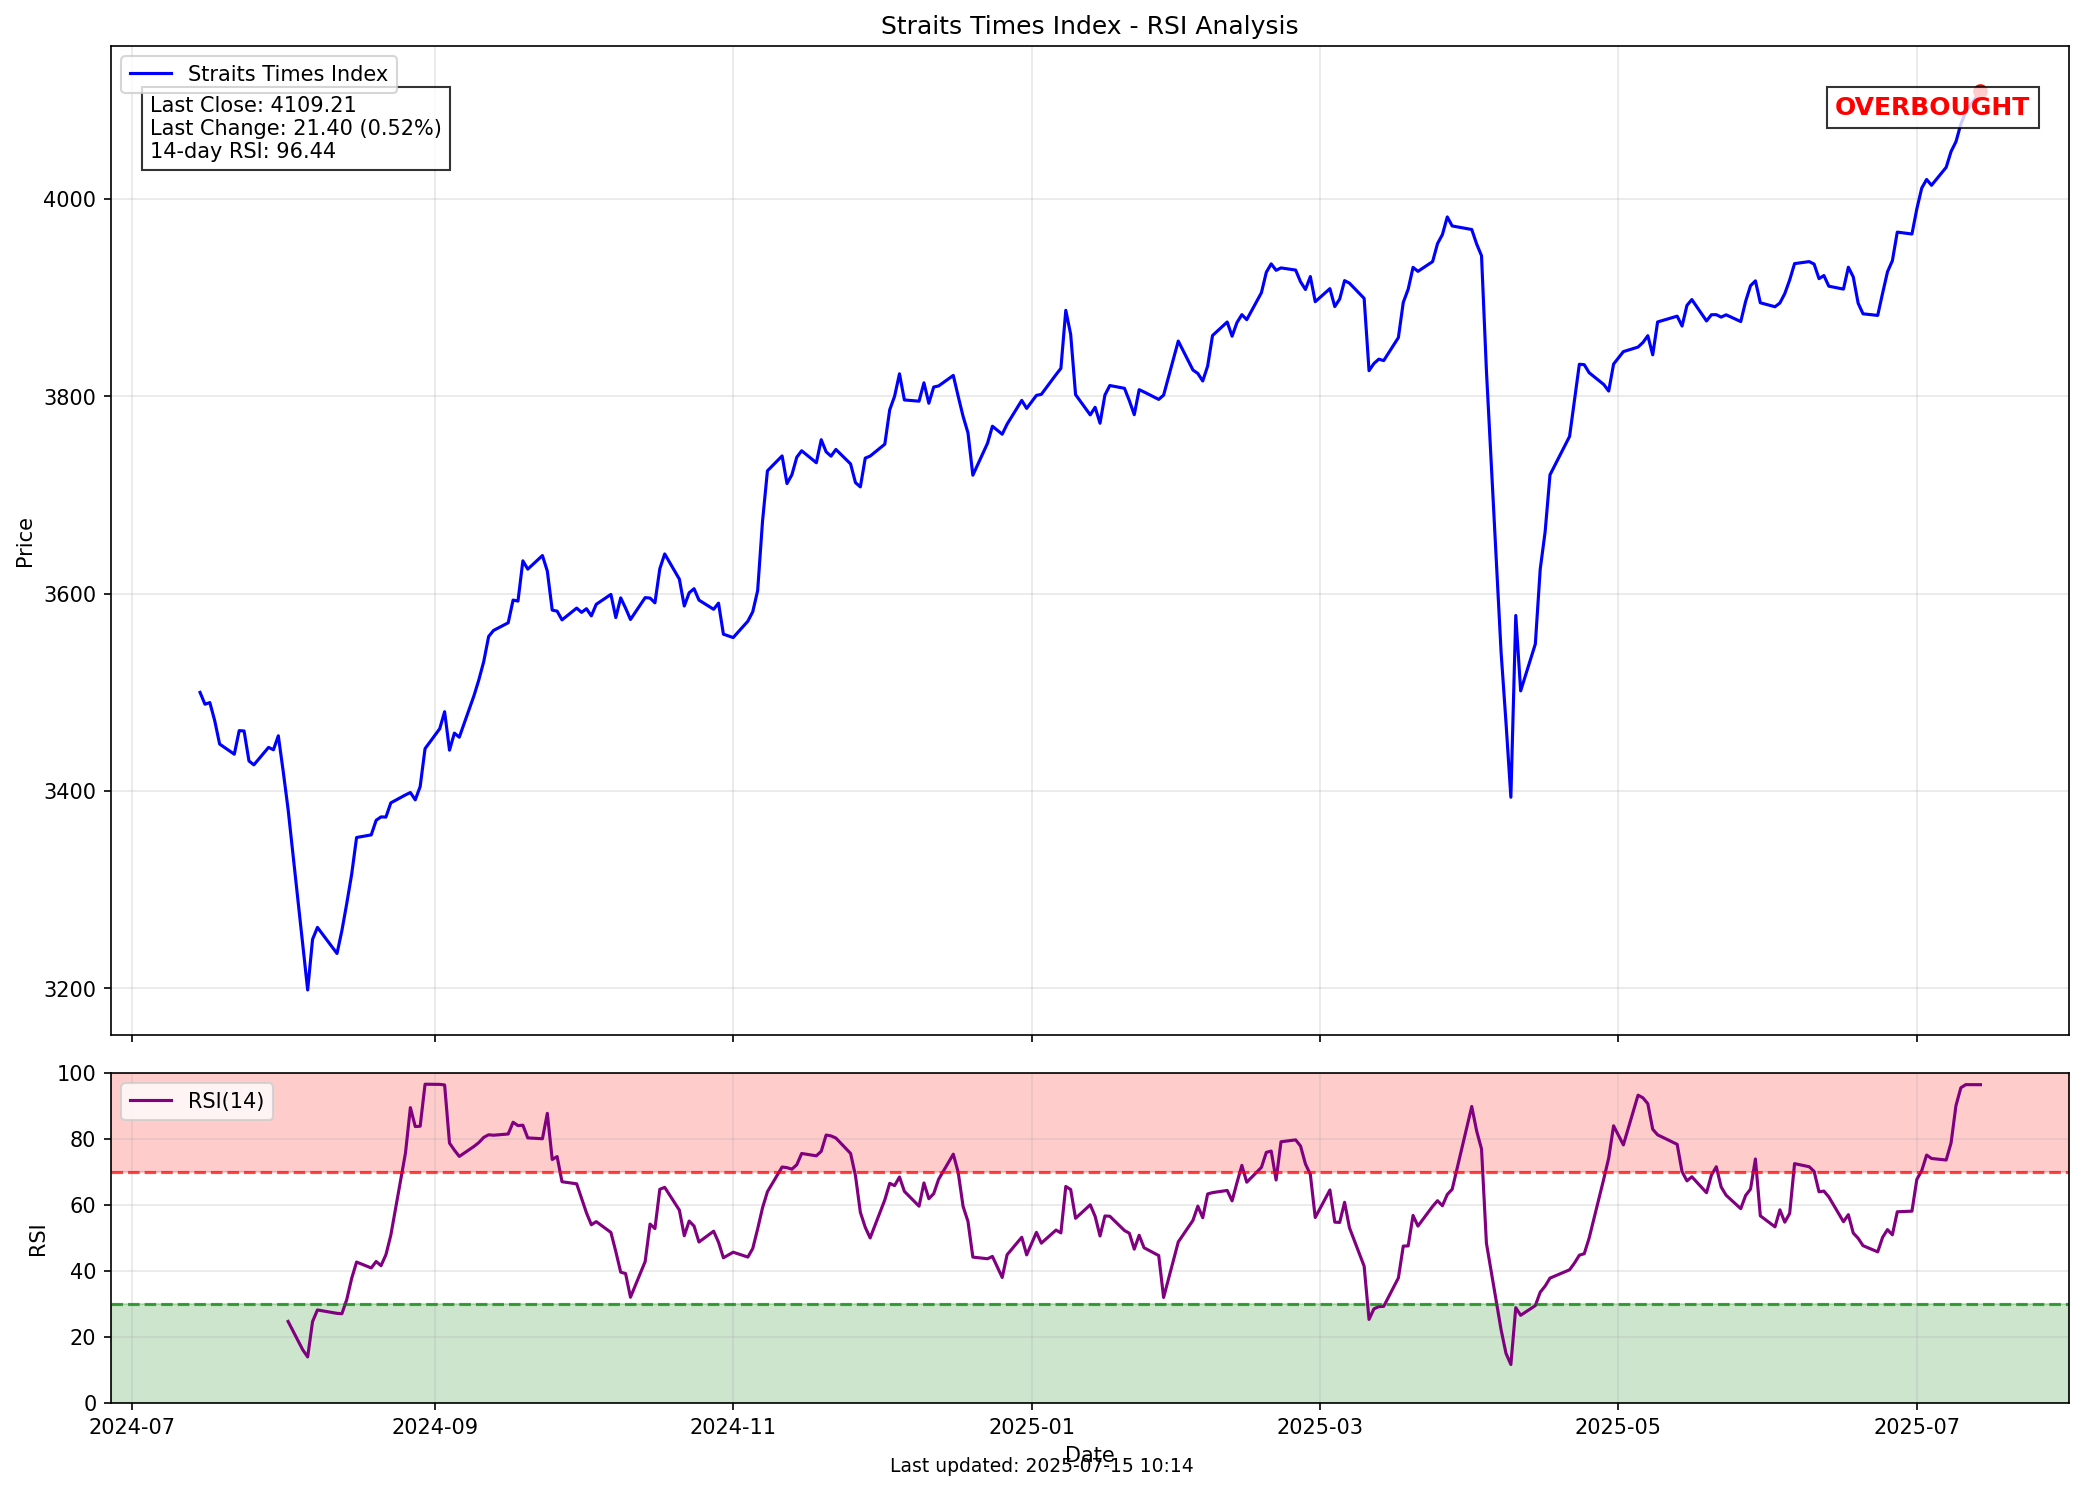 Straits Times Index - RSI Analysis
Straits Times Index
Last Close: 4109.21
Last Change: 21.40 (0.52%)
14-day RSI: 96.44
OVERBOUGHT
Price
4000
3800
3600
3400
3200
RSI(14)
RSI
100
80
60
40
20
0
2024-07
2024-09
2024-11
2025-01
2025-03
2025-05
2025-07
Date
Last updated: 2025-07-15 10:14